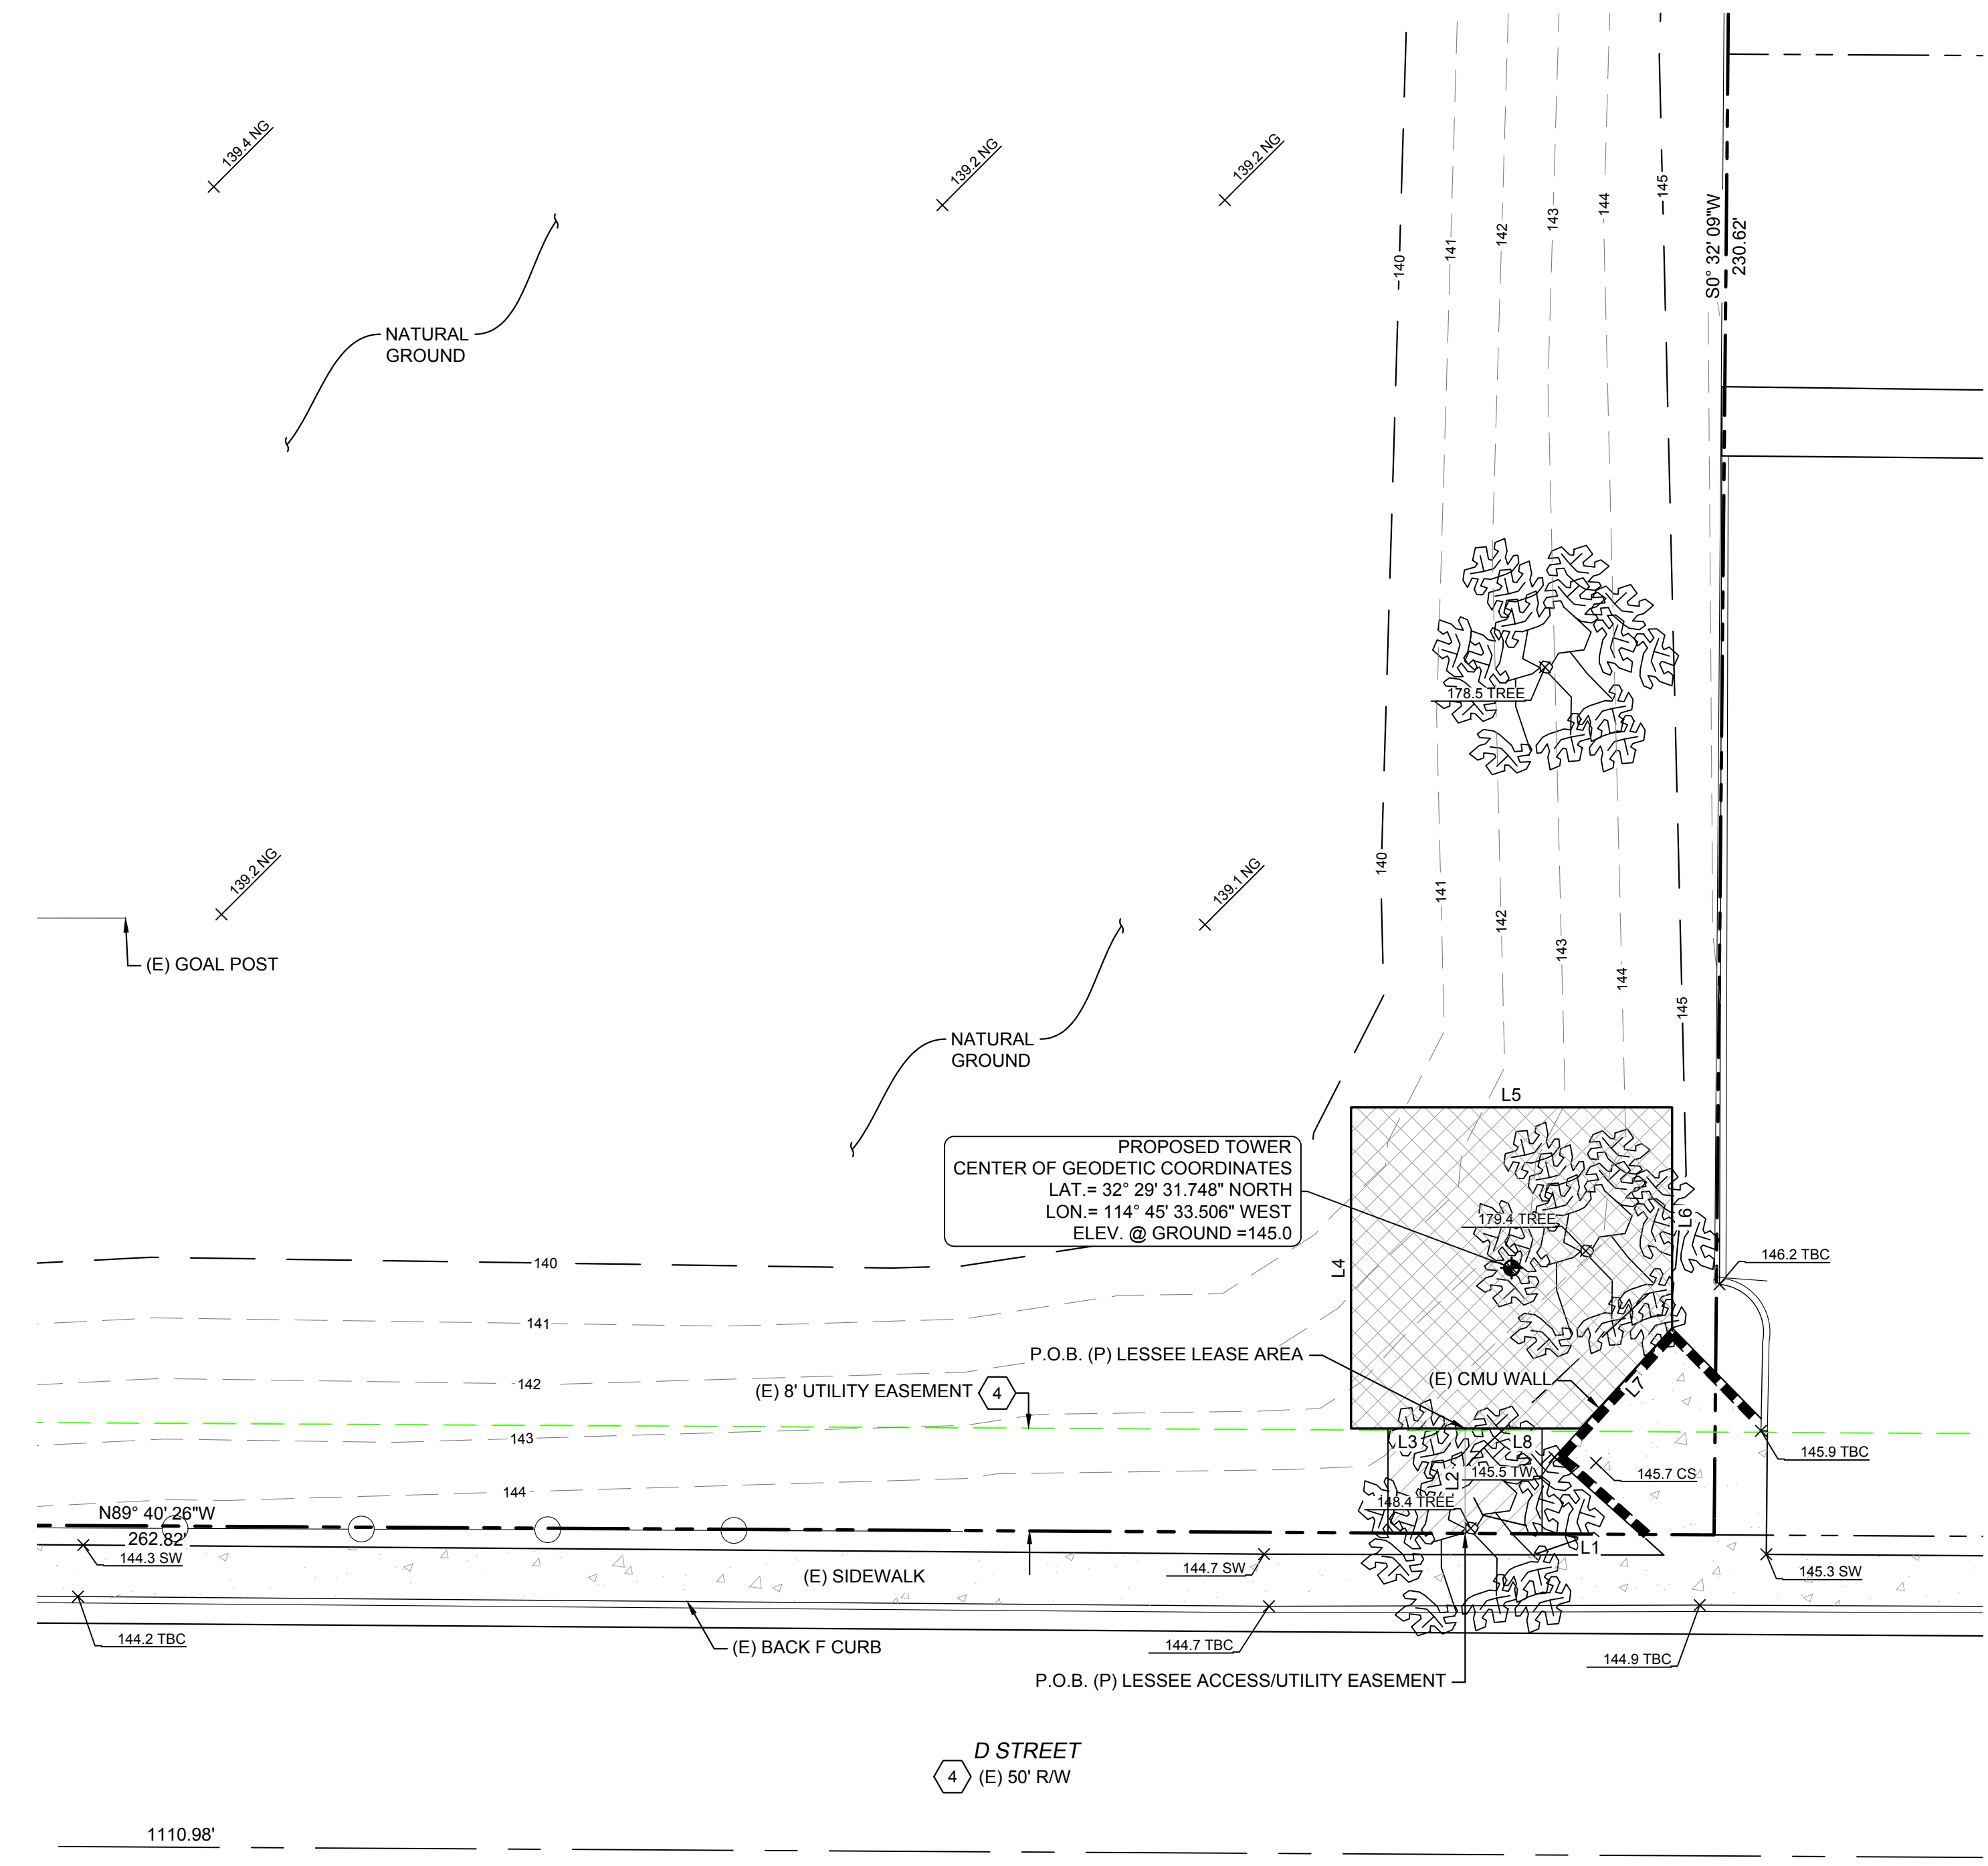 139.4 NG
139.2 NG
139.2 NG
NATURAL
GROUND
140
141
142
143
144
145
S0° 32' 09"W
230.62'
178.5 TREE
139.2 NG
139.1 NG
(E) GOAL POST
140
141
142
143
144
145
NATURAL
GROUND
L5
PROPOSED TOWER
CENTER OF GEODETIC COORDINATES
LAT.= 32° 29' 31.748" NORTH
LON.= 114° 45' 33.506" WEST
ELEV. @ GROUND =145.0
179.4 TREE
L6
L4
146.2 TBC
140
141
142
143
144
P.O.B. (P) LESSEE LEASE AREA
(E) 8' UTILITY EASEMENT
4
(E) CMU WALL
L7
L3
L8
L2
145.5 TW
148.4 TREE
145.7 CS
145.9 TBC
N89° 40' 26"W
262.82'
144.3 SW
L1
144.7 SW
145.3 SW
(E) SIDEWALK
144.2 TBC
(E) BACK F CURB
144.7 TBC
144.9 TBC
P.O.B. (P) LESSEE ACCESS/UTILITY EASEMENT
D STREET
4
(E) 50' R/W
1110.98'